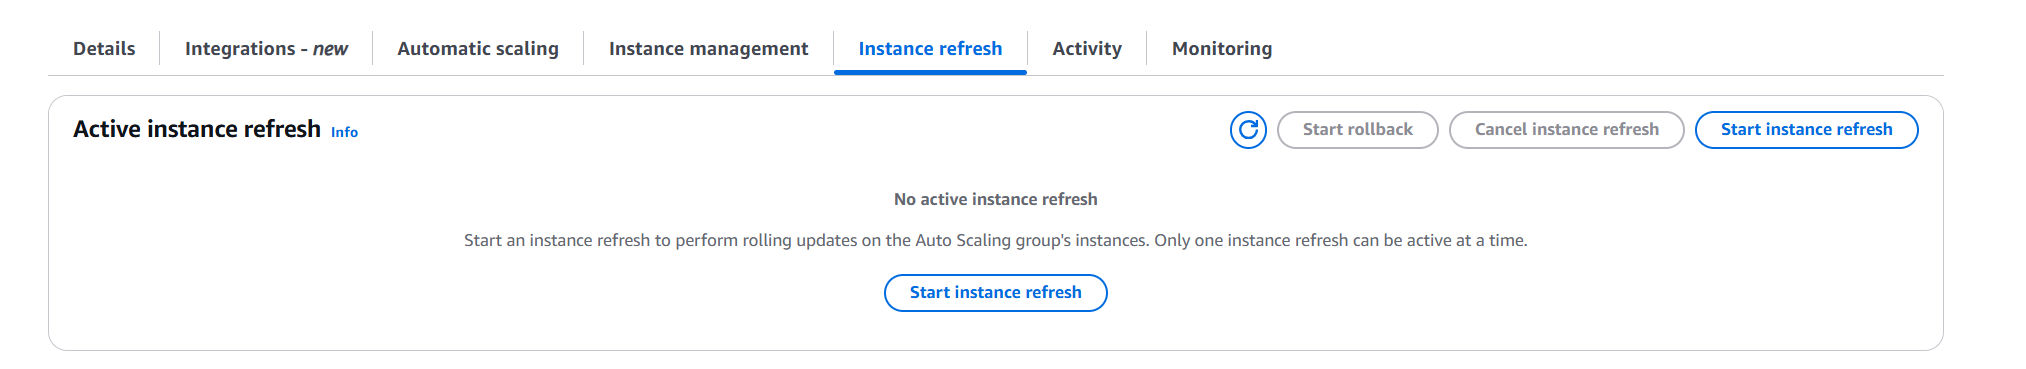 Details Integrations - new Automatic scaling Instance management Instance refresh Activity Monitoring
Active instance refresh Info Start rollback Cancel instance refresh Start instance refresh
No active instance refresh
Start an instance refresh to perform rolling updates on the Auto Scaling group's instances. Only one instance refresh can be active at a time.
Start instance refresh